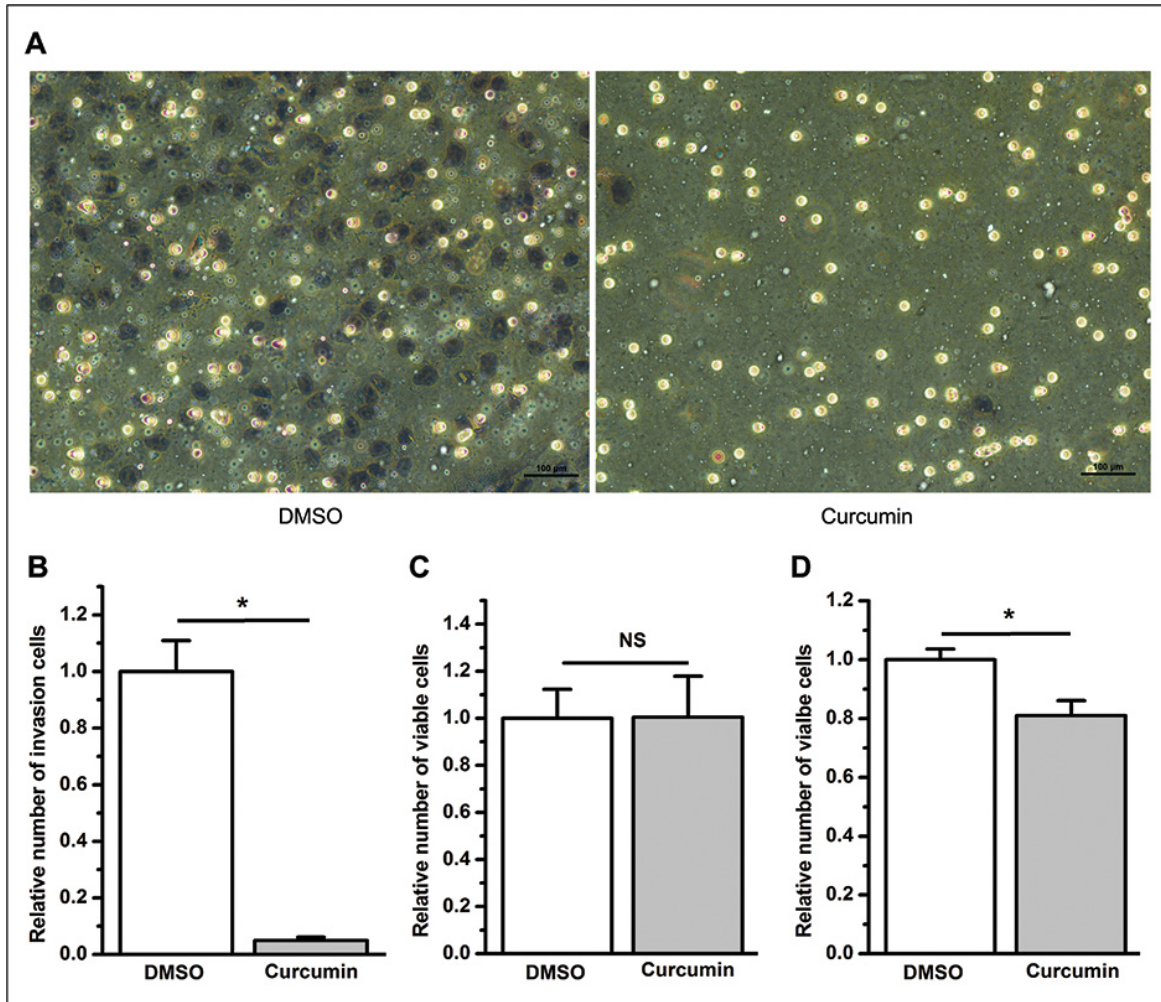 A
100 µm
100 µm
DMSO
Curcumin
B
Relative number of invasion cells
1.2
1.0
0.8
0.6
0.4
0.2
0.0
*
DMSO
Curcumin
C
Relative number of viable cells
1.4
1.2
1.0
0.8
0.6
0.4
0.2
0.0
NS
DMSO
Curcumin
D
Relative number of vialbe cells
1.2
1.0
0.8
0.6
0.4
0.2
0.0
*
DMSO
Curcumin